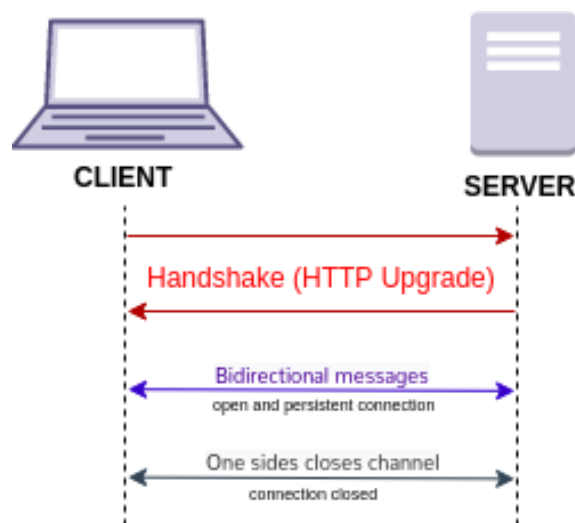 CLIENT
SERVER
Handshake (HTTP Upgrade)
Bidirectional messages
open and persistent connection
One sides closes channel
connection closed